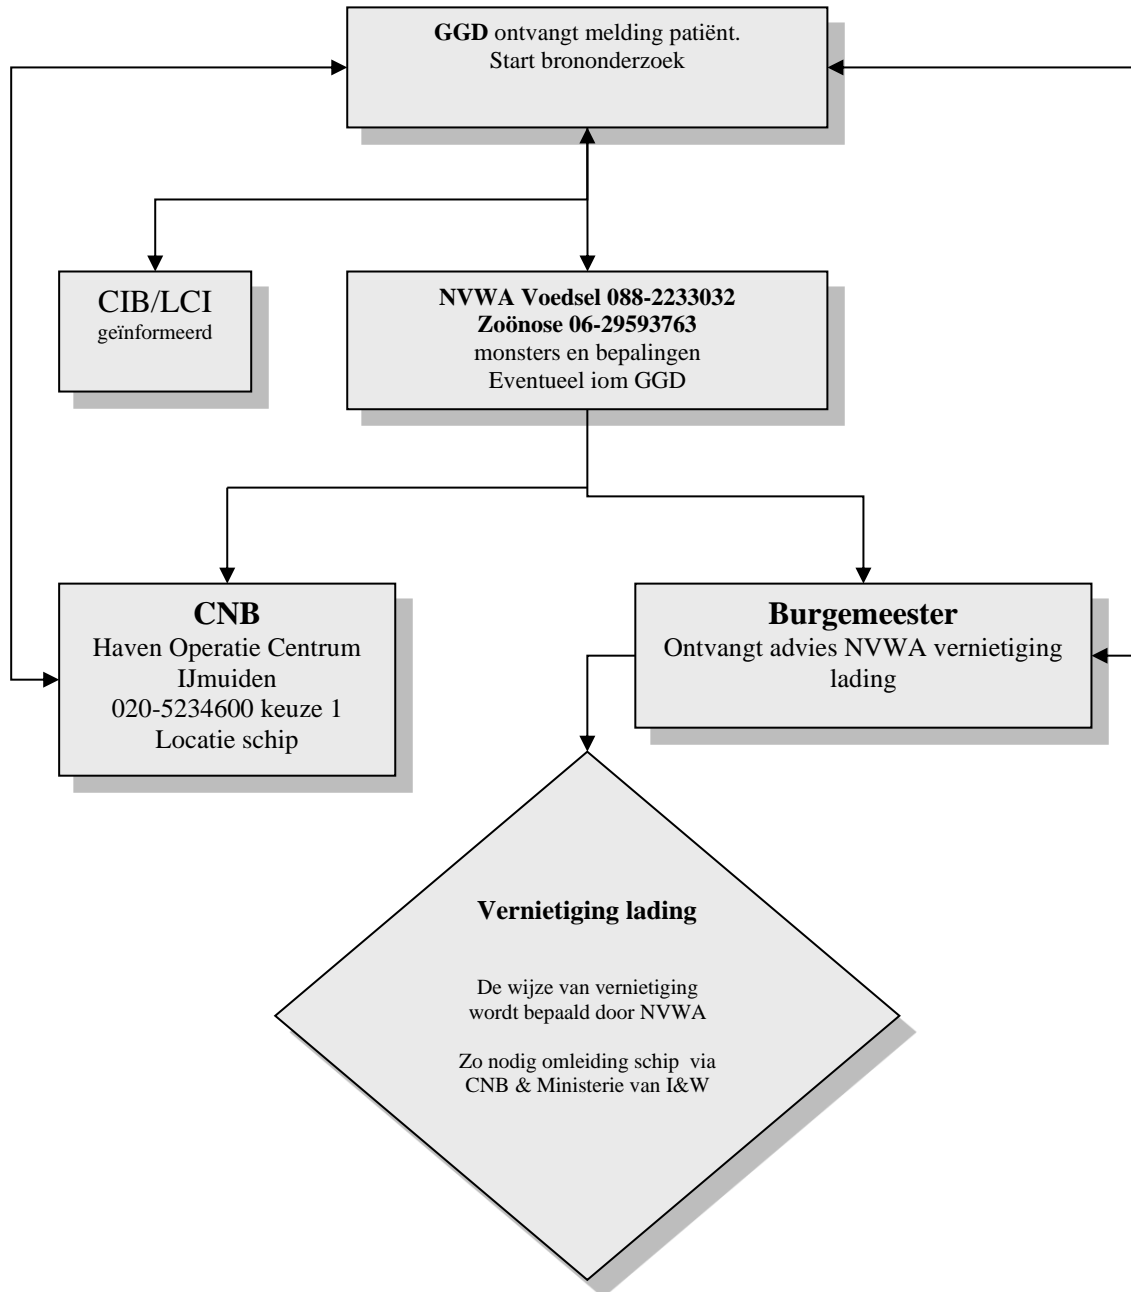 GGD ontvangt melding patiënt.
Start brononderzoek
CIB/LCI
geïnformeerd
NVWA Voedsel 088-2233032
Zoönose 06-29593763
monsters en bepalingen
Eventueel iom GGD
CNB
Haven Operatie Centrum
IJmuiden
020-5234600 keuze 1
Locatie schip
Burgemeester
Ontvangt advies NVWA vernietiging
lading
Vernietiging lading
De wijze van vernietiging
wordt bepaald door NVWA
Zo nodig omleiding schip via
CNB & Ministerie van I&W